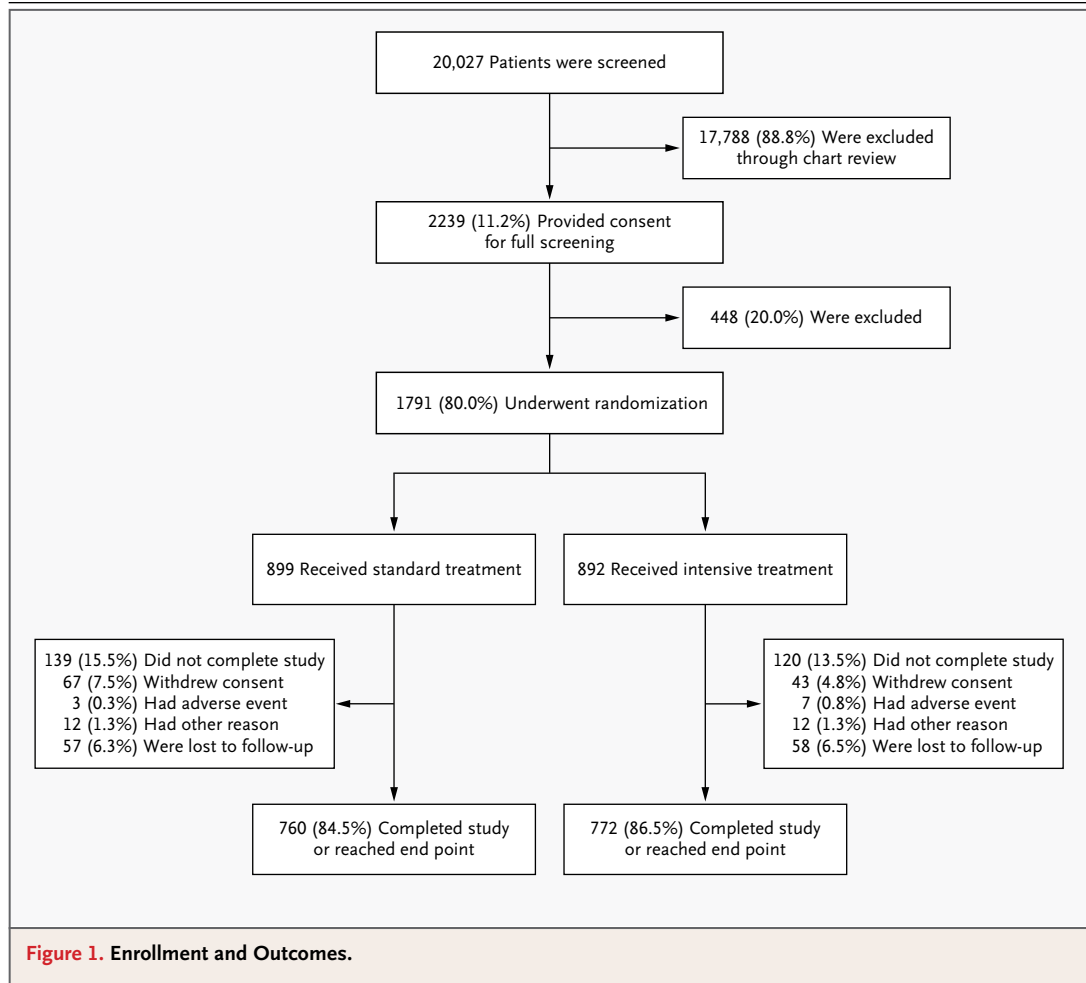 20,027 Patients were screened
17,788 (88.8%) Were excluded
through chart review
2239 (11.2%) Provided consent
for full screening
448 (20.0%) Were excluded
1791 (80.0%) Underwent randomization
899 Received standard treatment
892 Received intensive treatment
139 (15.5%) Did not complete study
67 (7.5%) Withdrew consent
3 (0.3%) Had adverse event
12 (1.3%) Had other reason
57 (6.3%) Were lost to follow-up
120 (13.5%) Did not complete study
43 (4.8%) Withdrew consent
7 (0.8%) Had adverse event
12 (1.3%) Had other reason
58 (6.5%) Were lost to follow-up
760 (84.5%) Completed study
or reached end point
772 (86.5%) Completed study
or reached end point
Figure 1. Enrollment and Outcomes.